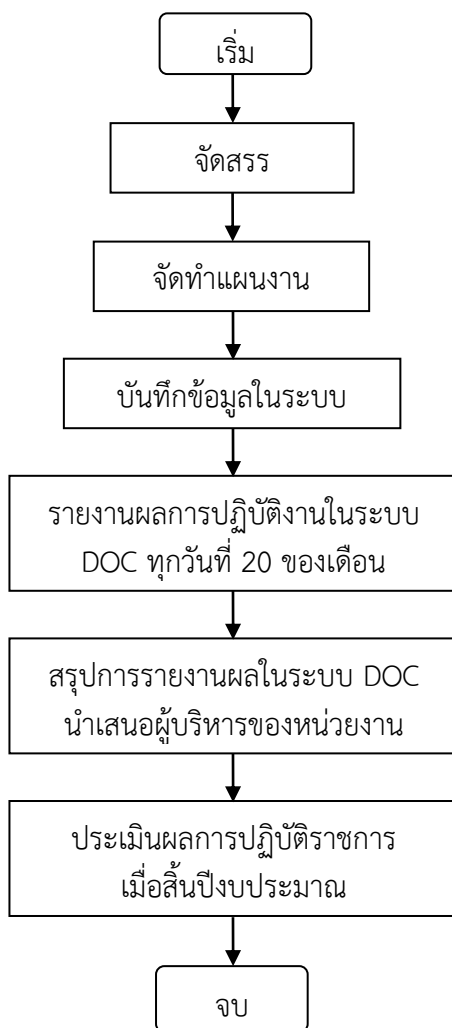 เริ่ม
จัดสรร
จัดทำแผนงาน
บันทึกข้อมูลในระบบ
รายงานผลการปฏิบัติงานในระบบ
DOC ทุกวันที่ 20 ของเดือน
สรุปการรายงานผลในระบบ DOC
นำเสนอผู้บริหารของหน่วยงาน
ประเมินผลการปฏิบัติราชการ
เมื่อสิ้นปีงบประมาณ
จบ